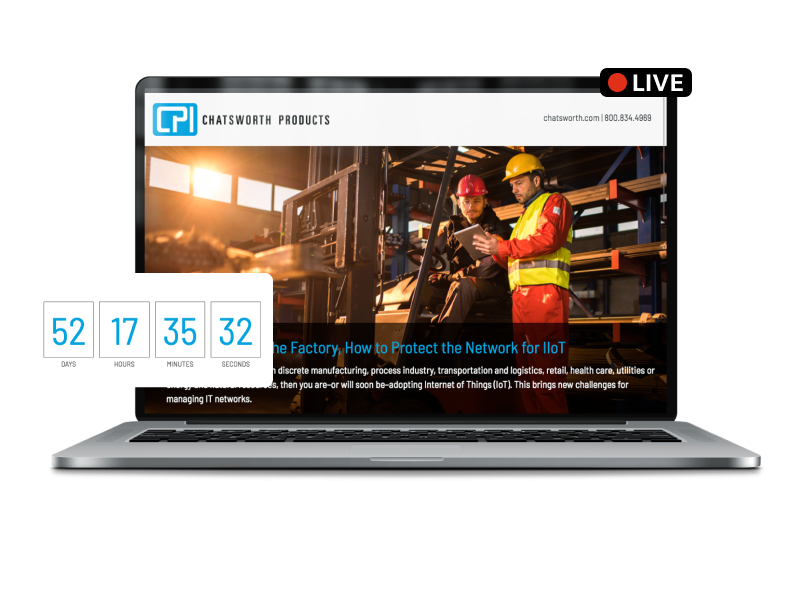 LIVE
CPI CHATSWORTH PRODUCTS
chatsworth.com | 800.834.4969
52 17 35 32
DAYS HOURS MINUTES SECONDS
he Factory, How to Protect the Network for IIoT
discrete manufacturing, process industry, transportation and logistics, retail, health care, utilities or
then you are-or will soon be-adopting Internet of Things (IoT). This brings new challenges for
managing IT networks.